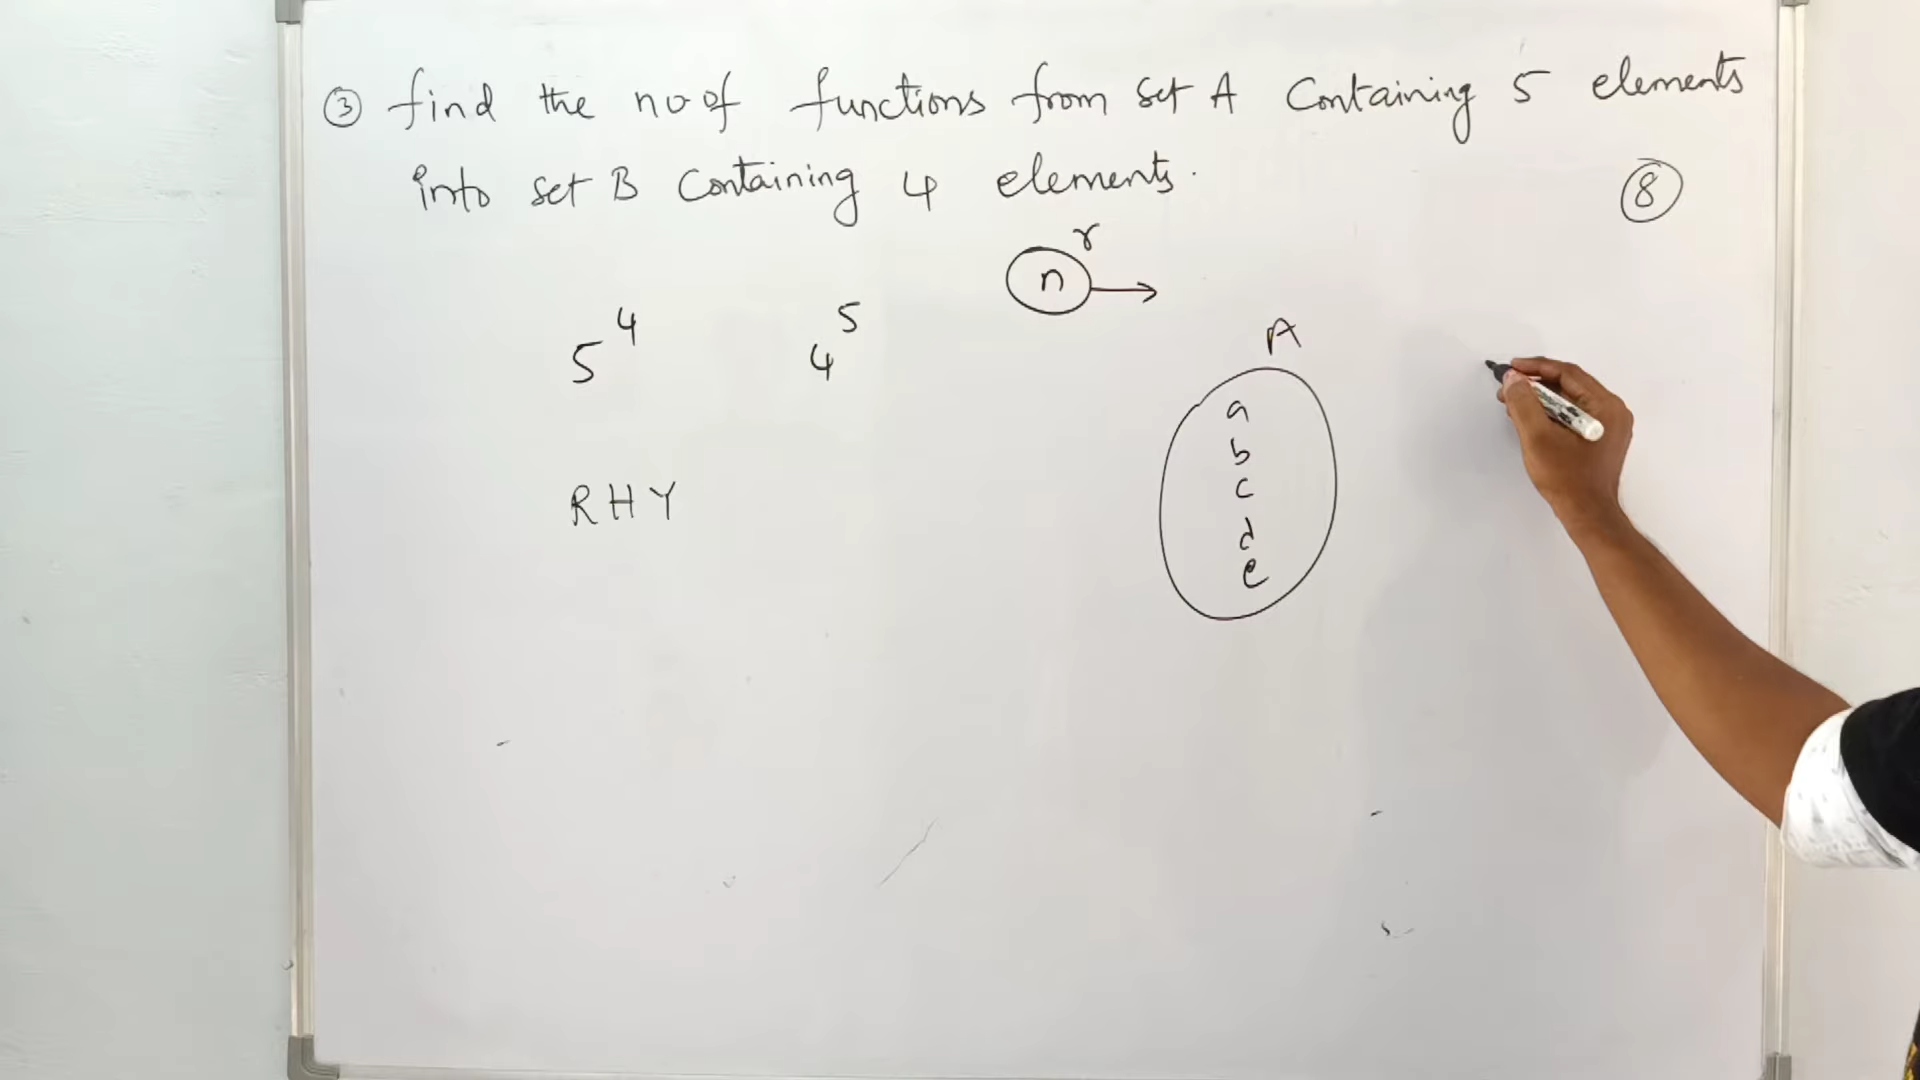 ③ find the no of functions from set A Containing 5 elements
into set B Containing 4 elements.
⑧
n r
5 4
4 5
A
a
b
c
d
e
R H Y